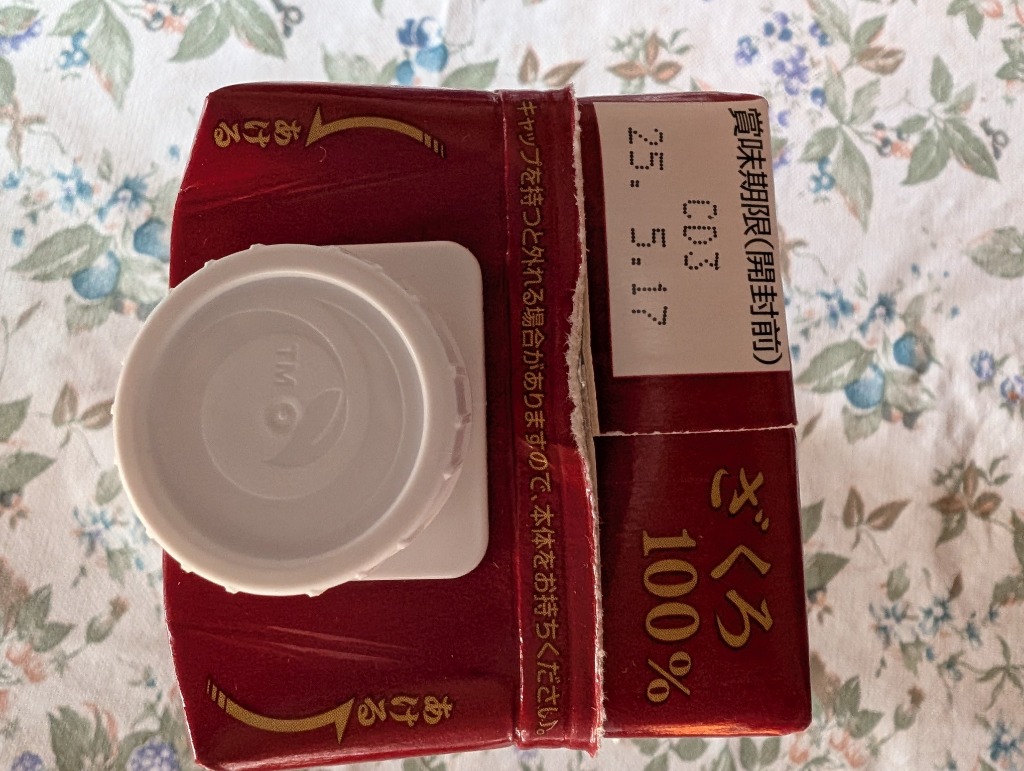 あける
キャップを持つと外れる場合がありますので、本体をお持ちください。
あける
賞味期限(開封前)
CD3
25. 5.17
ざくろ
100%
TM